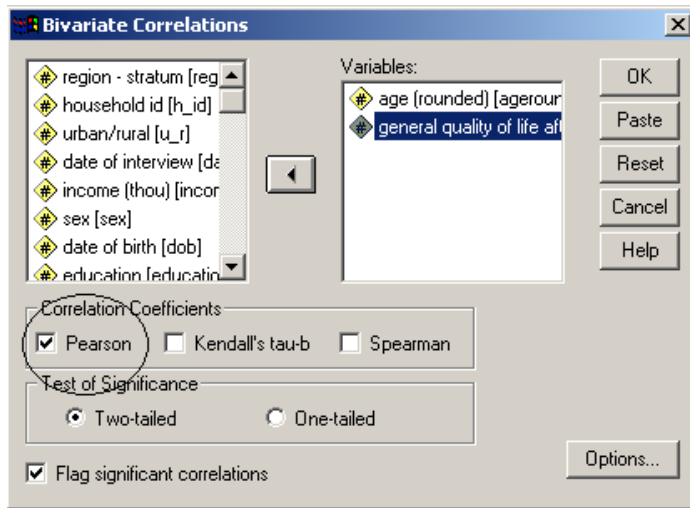 Bivariate Correlations
region - stratum [reg
household id [h_id]
urban/rural [u_r]
date of interview [da
income (thou) [incor
sex [sex]
date of birth [dob]
education [educatio
Variables:
age (rounded) [ageroun
general quality of life aft
OK
Paste
Reset
Cancel
Help
Correlation Coefficients
Pearson Kendall's tau-b Spearman
Test of Significance
Two-tailed One-tailed
Flag significant correlations
Options...